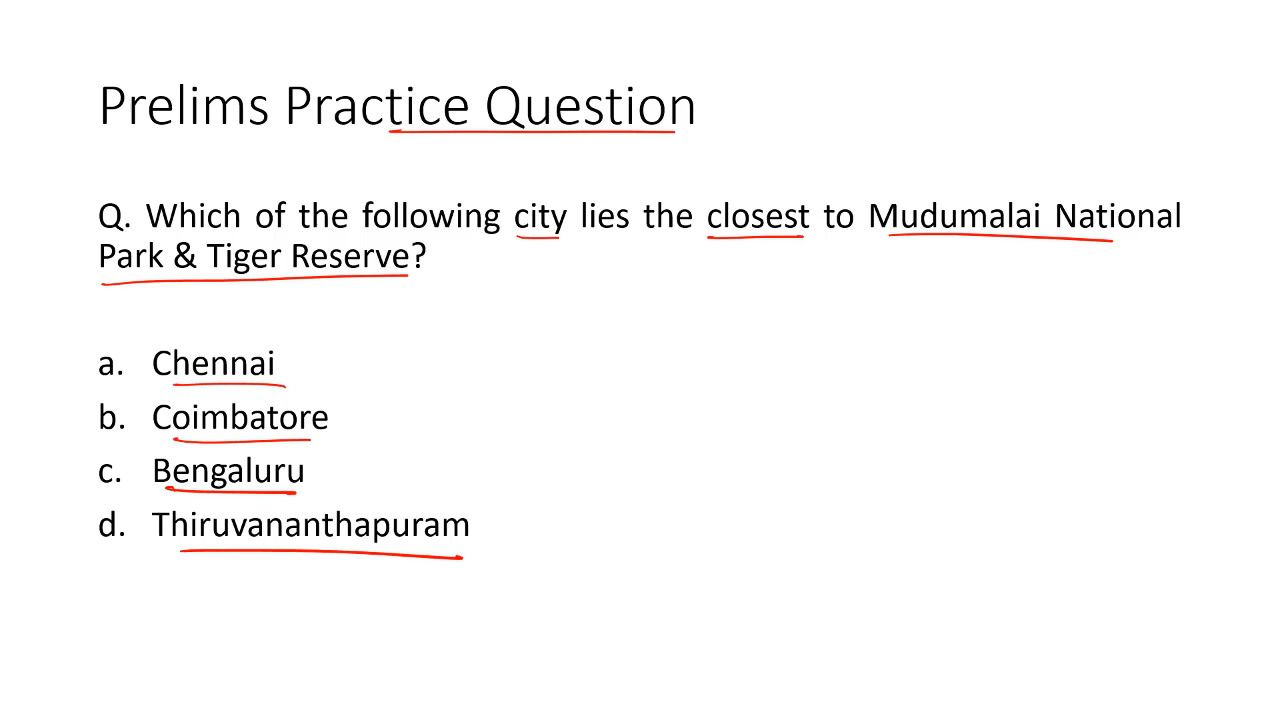 Prelims Practice Question
Q. Which of the following city lies the closest to Mudumalai National
Park & Tiger Reserve?
a. Chennai
b. Coimbatore
c. Bengaluru
d. Thiruvananthapuram